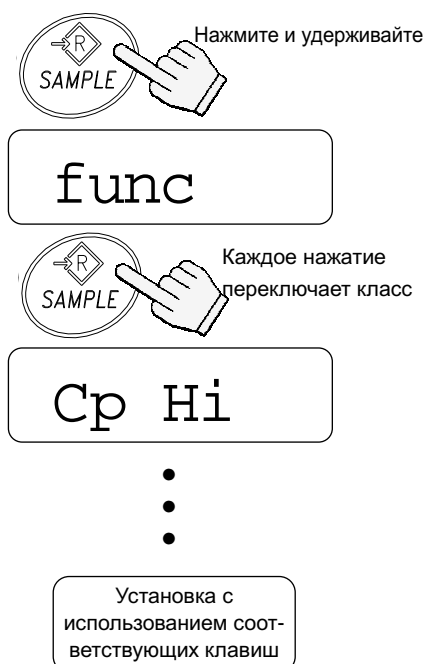 Нажмите и удерживайте
R
SAMPLE
func
Каждое нажатие
переключает класс
R
SAMPLE
Cp Hi
Установка с
использованием соот-
ветствующих клавиш